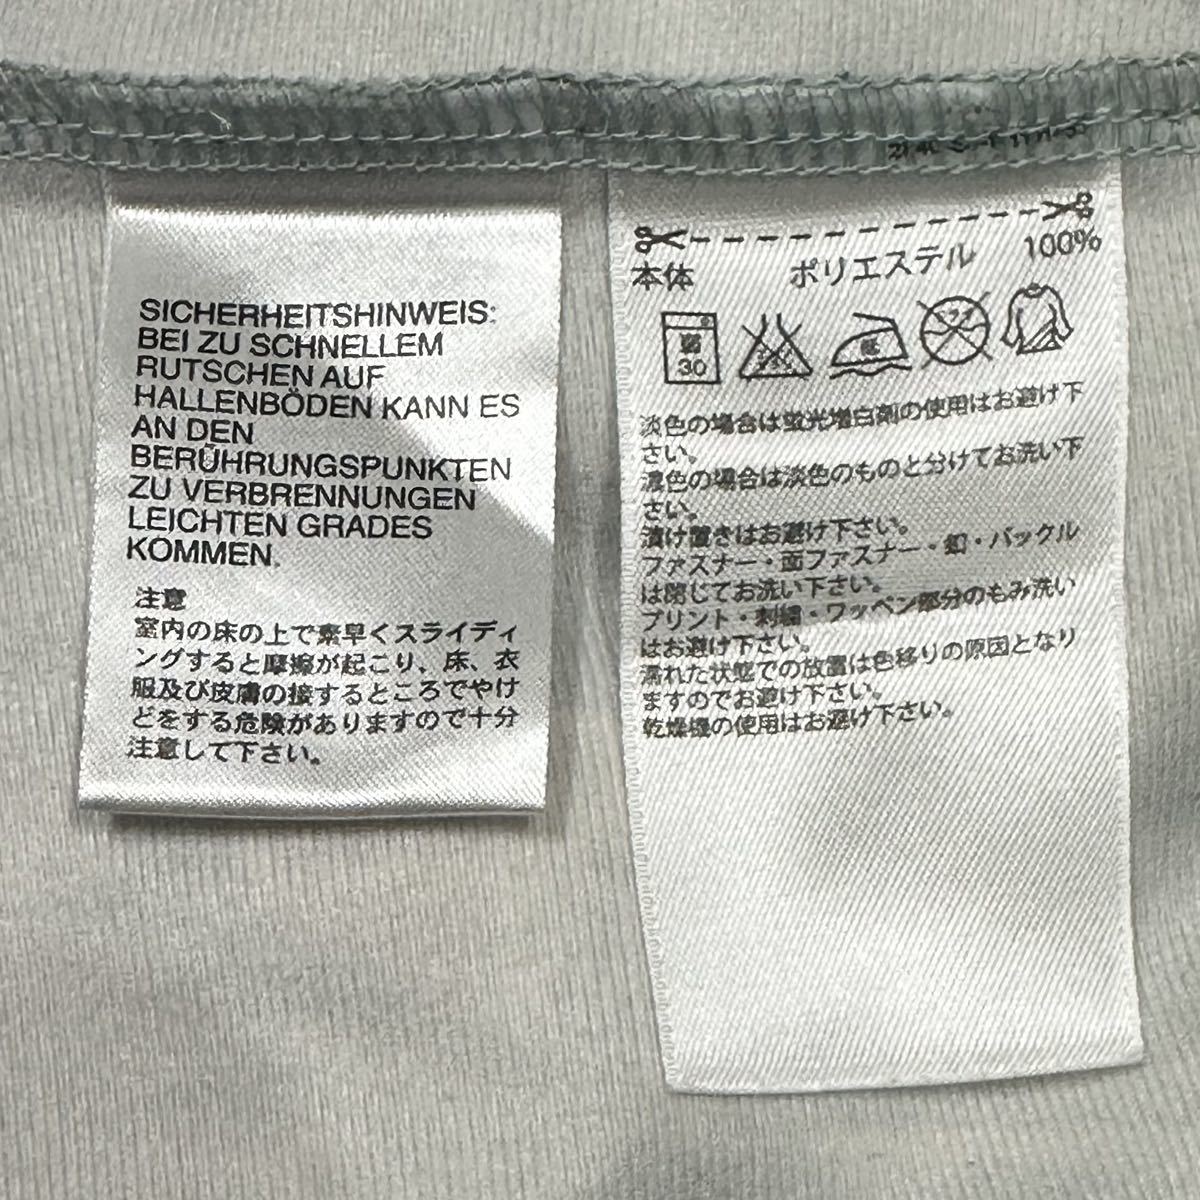 SICHERHEITSHINWEIS:
BEI ZU SCHNELLEM
RUTSCHEN AUF
HALLENBÖDEN KANN ES
AN DEN
BERÜHRUNGSPUNKTEN
ZU VERBRENNUNGEN
LEICHTEN GRADES
KOMMEN.
注意
室内の床の上で素早くスライディ
ングすると摩擦が起こり、床、衣
服及び皮膚の接するところでやけ
どをする危険がありますので十分
注意して下さい。
本体 ポリエステル 100%
30
淡色の場合は蛍光増白剤の使用はお避け下
さい。
濃色の場合は淡色のものと分けてお洗い下
さい。
漬け置きはお避け下さい。
ファスナー・面ファスナー・釦・バックル
は閉じてお洗い下さい。
プリント・刺繍・ワッペン部分のもみ洗い
はお避け下さい。
濡れた状態での放置は色移りの原因となり
ますのでお避け下さい。
乾燥機の使用はお避け下さい。